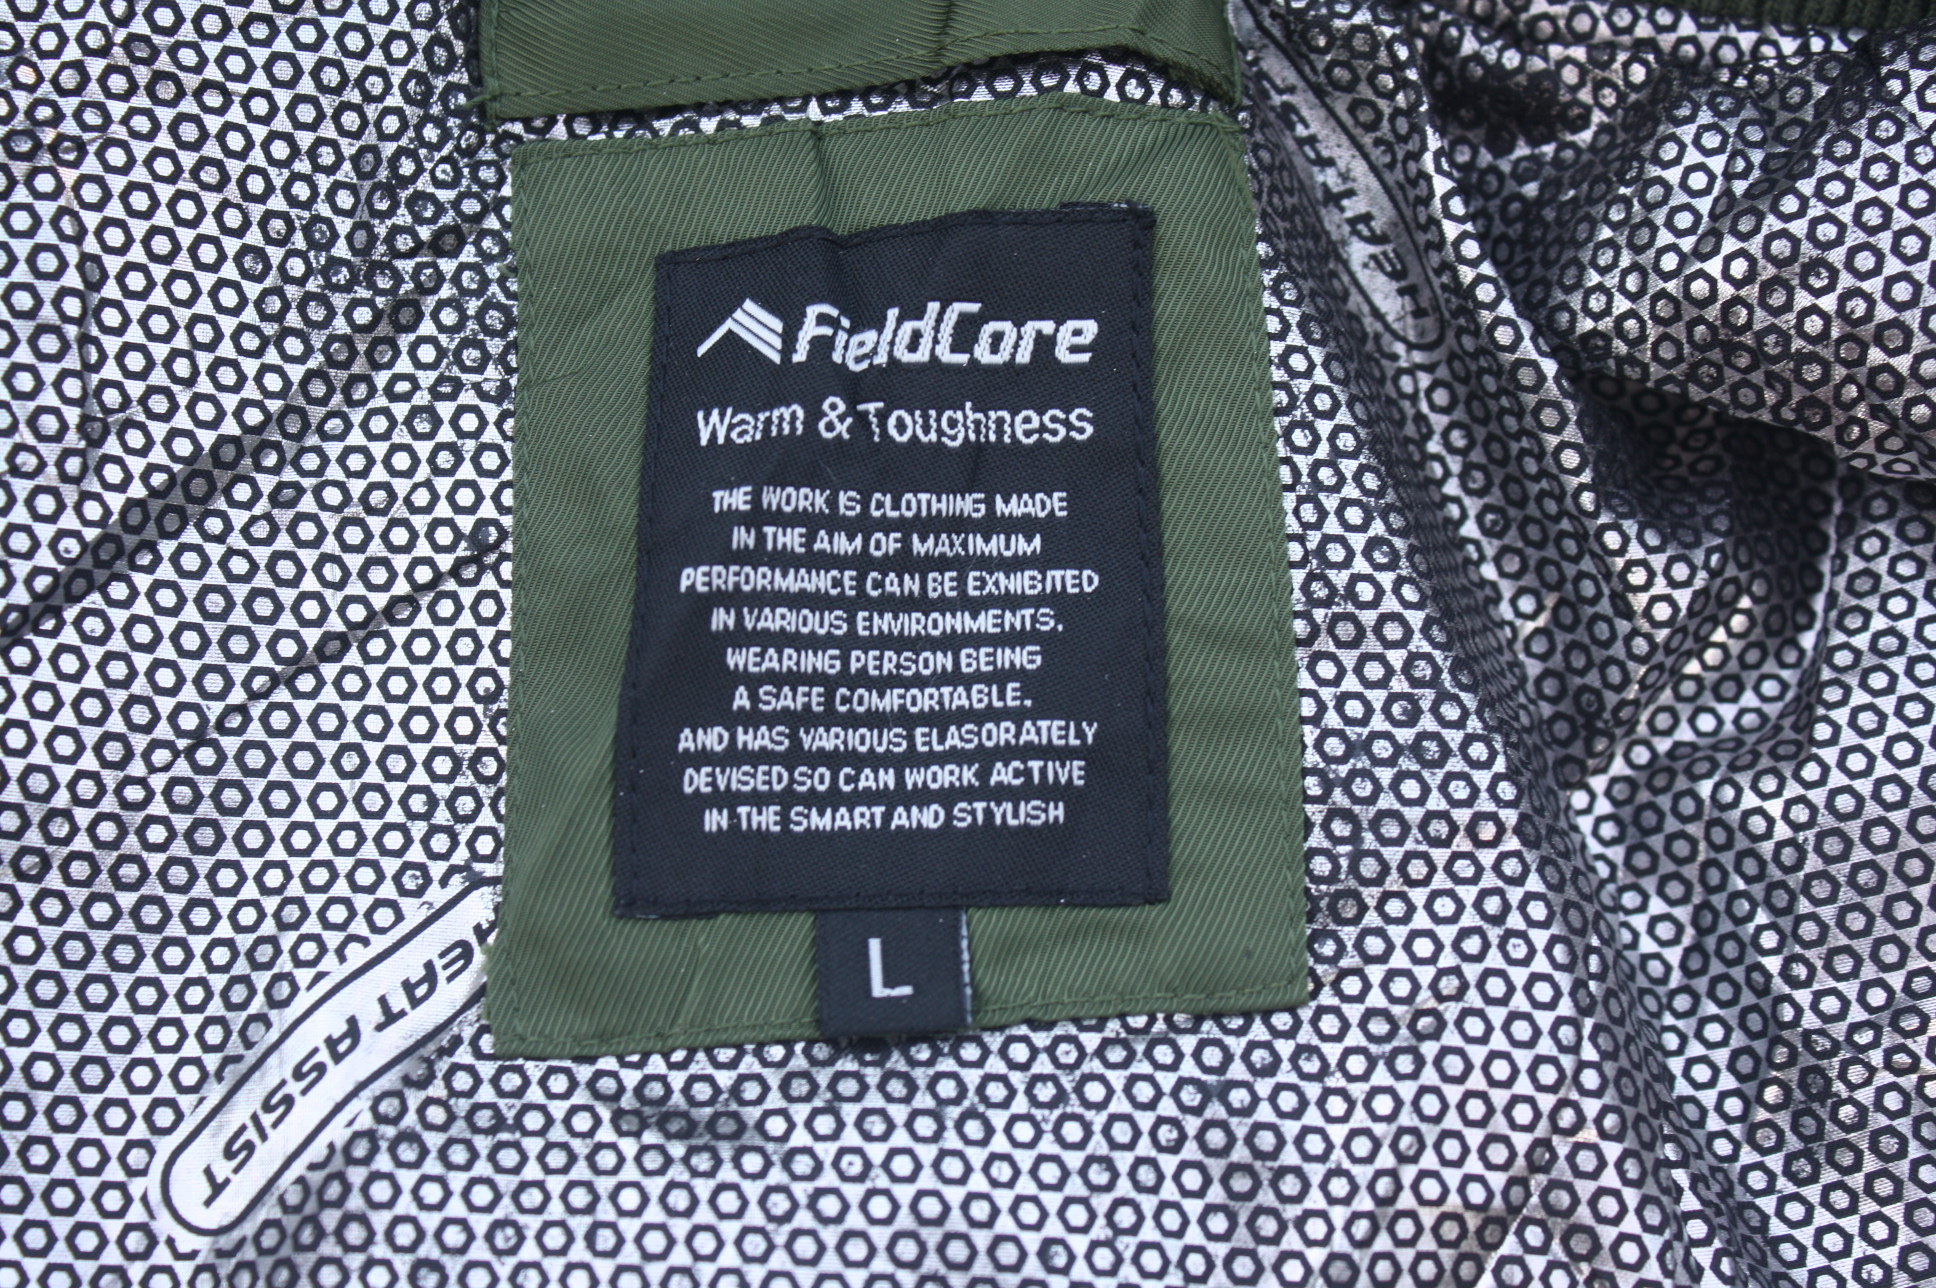 FieldCore
Warm & Toughness
THE WORK IS CLOTHING MADE
IN THE AIM OF MAXIMUM
PERFORMANCE CAN BE EXNIBITED
IN VARIOUS ENVIRONMENTS.
WEARING PERSON BEING
A SAFE COMFORTABLE.
AND HAS VARIOUS ELASORATELY
DEVISED SO CAN WORK ACTIVE
IN THE SMART AND STYLISH
L
HEAT ASSIST
HEAT